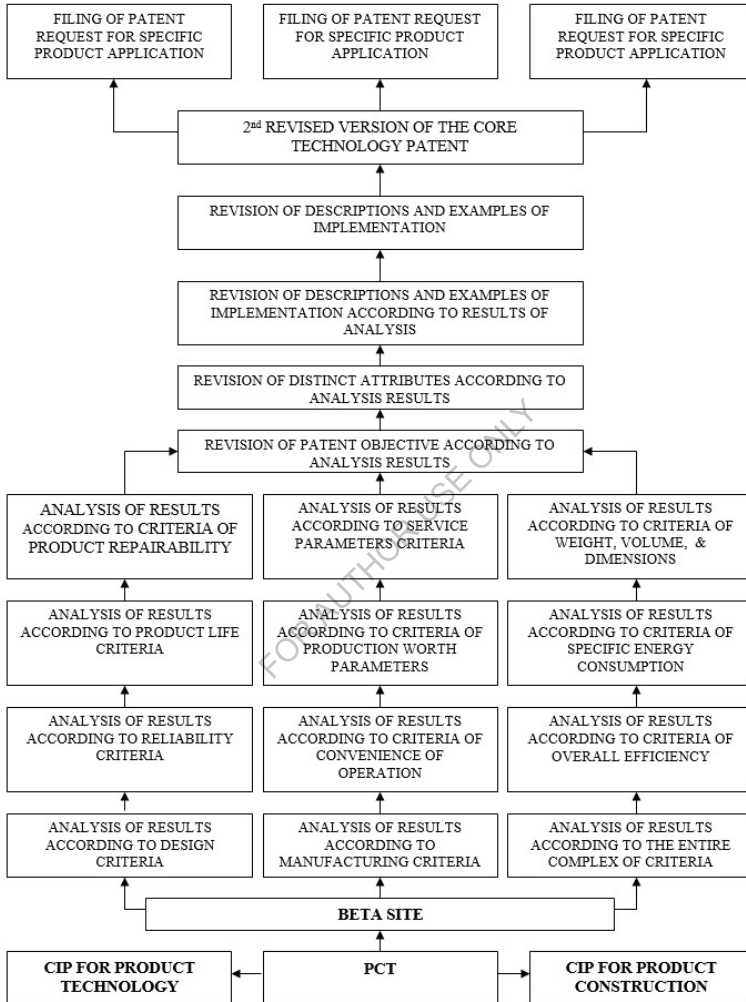 FILING OF PATENT
REQUEST FOR SPECIFIC
PRODUCT APPLICATION
FILING OF PATENT REQUEST
FOR SPECIFIC PRODUCT
APPLICATION
FILING OF PATENT
REQUEST FOR SPECIFIC
PRODUCT APPLICATION
2nd REVISED VERSION OF THE CORE
TECHNOLOGY PATENT
REVISION OF DESCRIPTIONS AND EXAMPLES OF
IMPLEMENTATION
REVISION OF DESCRIPTIONS AND EXAMPLES OF
IMPLEMENTATION ACCORDING TO RESULTS OF
ANALYSIS
REVISION OF DISTINCT ATTRIBUTES ACCORDING TO
ANALYSIS RESULTS
REVISION OF PATENT OBJECTIVE ACCORDING TO
ANALYSIS RESULTS
ANALYSIS OF RESULTS
ACCORDING TO CRITERIA OF
PRODUCT REPAIRABILITY
ANALYSIS OF RESULTS
ACCORDING TO SERVICE
PARAMETERS CRITERIA
ANALYSIS OF RESULTS
ACCORDING TO CRITERIA OF
WEIGHT, VOLUME, &
DIMENSIONS
ANALYSIS OF RESULTS
ACCORDING TO PRODUCT LIFE
CRITERIA
ANALYSIS OF RESULTS
ACCORDING TO CRITERIA OF
PRODUCTION WORTH
PARAMETERS
ANALYSIS OF RESULTS
ACCORDING TO CRITERIA OF
SPECIFIC ENERGY
CONSUMPTION
ANALYSIS OF RESULTS
ACCORDING TO RELIABILITY
CRITERIA
ANALYSIS OF RESULTS
ACCORDING TO CRITERIA OF
CONVENIENCE OF
OPERATION
ANALYSIS OF RESULTS
ACCORDING TO CRITERIA OF
OVERALL EFFICIENCY
ANALYSIS OF RESULTS
ACCORDING TO DESIGN
CRITERIA
ANALYSIS OF RESULTS
ACCORDING TO
MANUFACTURING CRITERIA
ANALYSIS OF RESULTS
ACCORDING TO THE ENTIRE
COMPLEX OF CRITERIA
BETA SITE
CIP FOR PRODUCT
TECHNOLOGY
PCT
CIP FOR PRODUCT
CONSTRUCTION
FOR AUTHOR USE ONLY